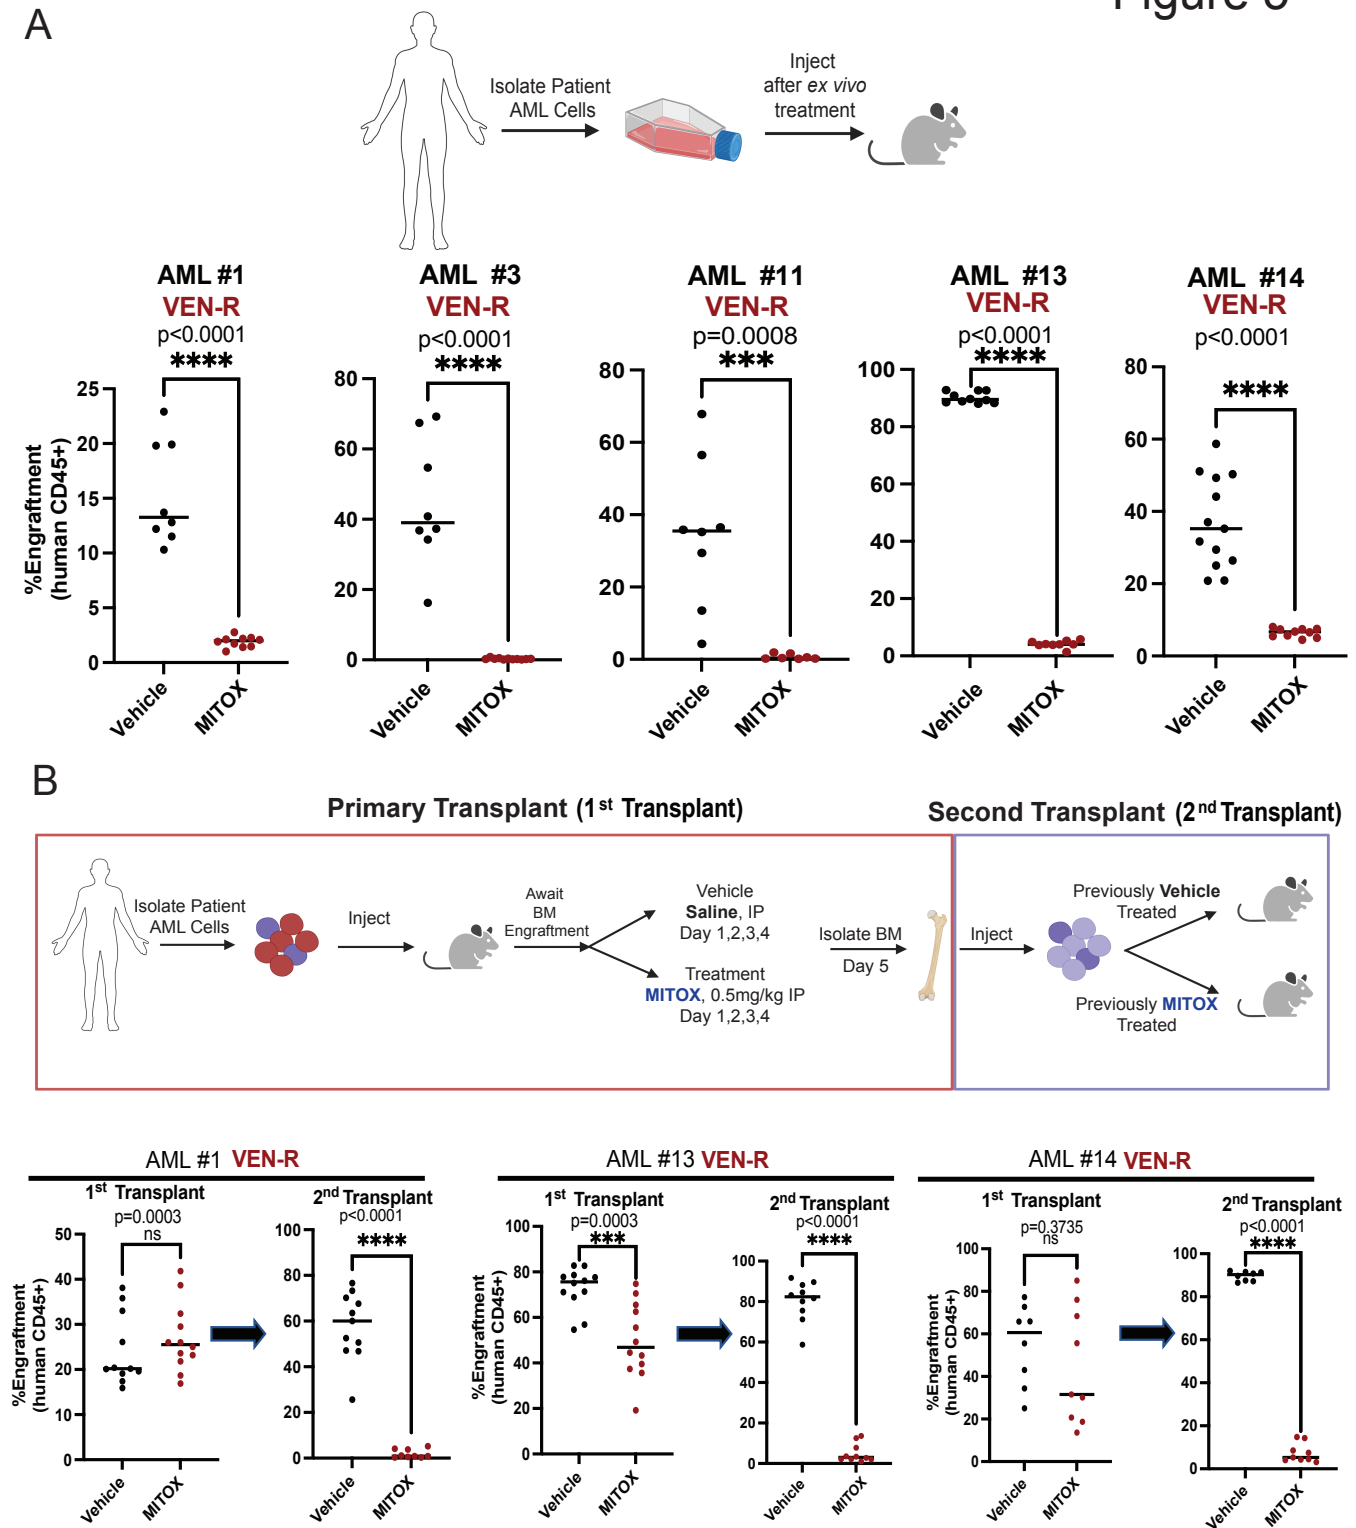 Figure
A
Isolate Patient
AML Cells
Inject
after ex vivo
treatment
AML #1
VEN-R
p<0.0001
****
%Engraftment
(human CD45+)
25
20
15
10
5
0
Vehicle
MITOX
AML #3
VEN-R
p<0.0001
****
80
60
40
20
0
Vehicle
MITOX
AML #11
VEN-R
p=0.0008
***
80
60
40
20
0
Vehicle
MITOX
AML #13
VEN-R
p<0.0001
****
100
80
60
40
20
0
Vehicle
MITOX
AML #14
VEN-R
p<0.0001
****
80
60
40
20
0
Vehicle
MITOX
B
Primary Transplant (1st Transplant)
Second Transplant (2nd Transplant)
Isolate Patient
AML Cells
Inject
Await
BM
Engraftment
Vehicle
Saline, IP
Day 1,2,3,4
Treatment
MITOX, 0.5mg/kg IP
Day 1,2,3,4
Isolate BM
Day 5
Inject
Previously Vehicle
Treated
Previously MITOX
Treated
AML #1 VEN-R
1st Transplant
p=0.0003
ns
%Engraftment
(human CD45+)
50
40
30
20
10
0
Vehicle
MITOX
2nd Transplant
p<0.0001
****
100
80
60
40
20
0
Vehicle
MITOX
AML #13 VEN-R
1st Transplant
p=0.0003
***
%Engraftment
(human CD45+)
100
80
60
40
20
0
Vehicle
MITOX
2nd Transplant
p<0.0001
****
100
80
60
40
20
0
Vehicle
MITOX
AML #14 VEN-R
1st Transplant
p=0.3735
ns
%Engraftment
(human CD45+)
100
80
60
40
20
0
Vehicle
MITOX
2nd Transplant
p<0.0001
****
100
80
60
40
20
0
Vehicle
MITOX